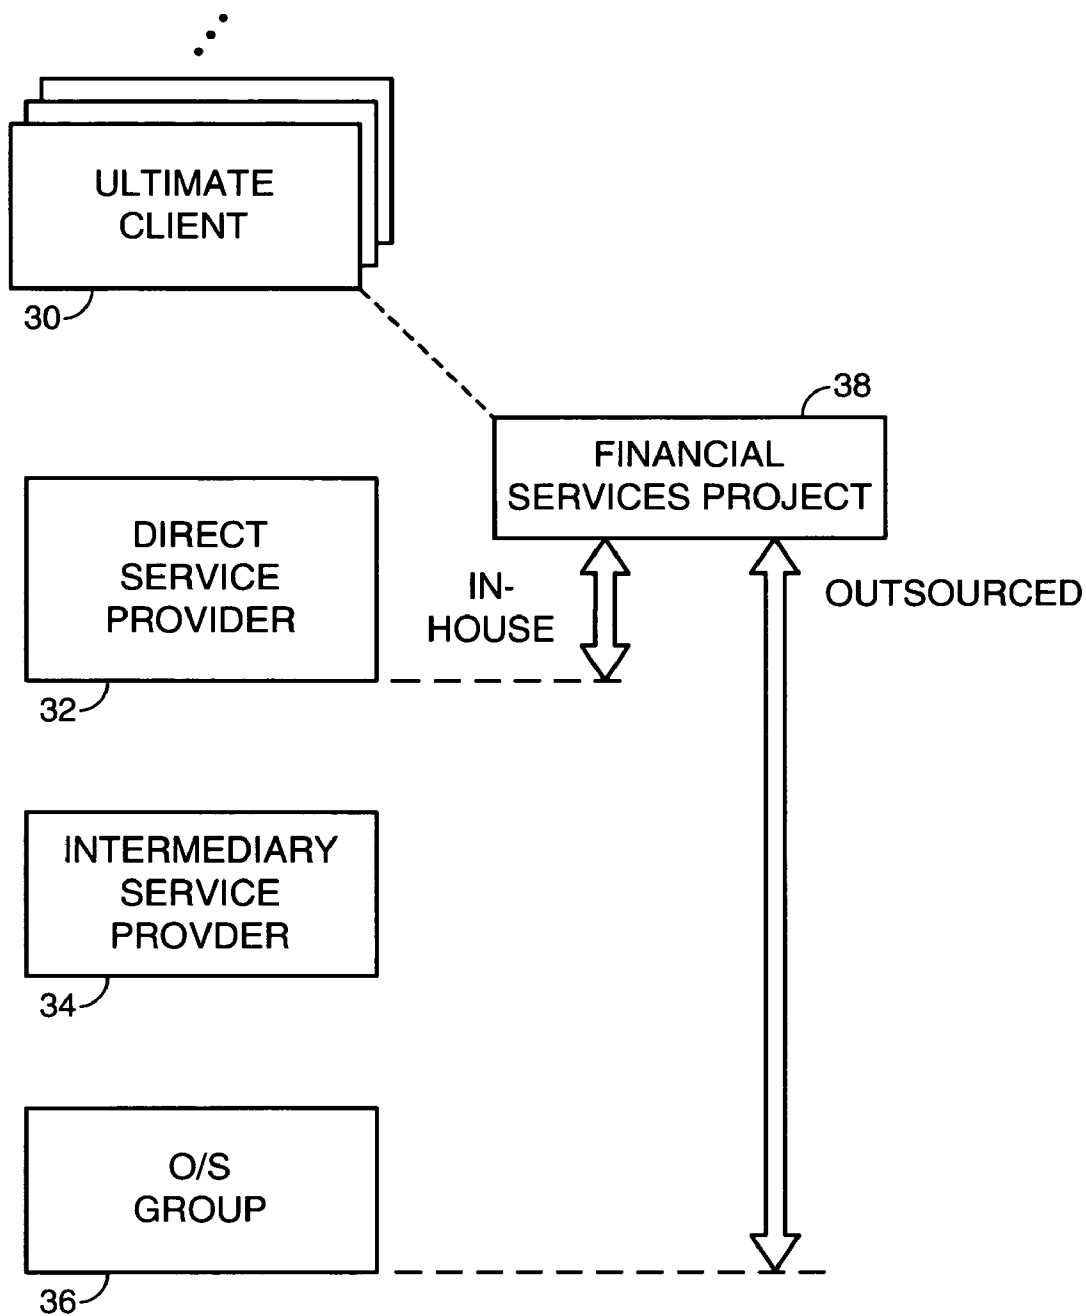 ULTIMATE
CLIENT
30
38
FINANCIAL
SERVICES PROJECT
DIRECT
SERVICE
PROVIDER
IN-
HOUSE
OUTSOURCED
32
INTERMEDIARY
SERVICE
PROVDER
34
O/S
GROUP
36